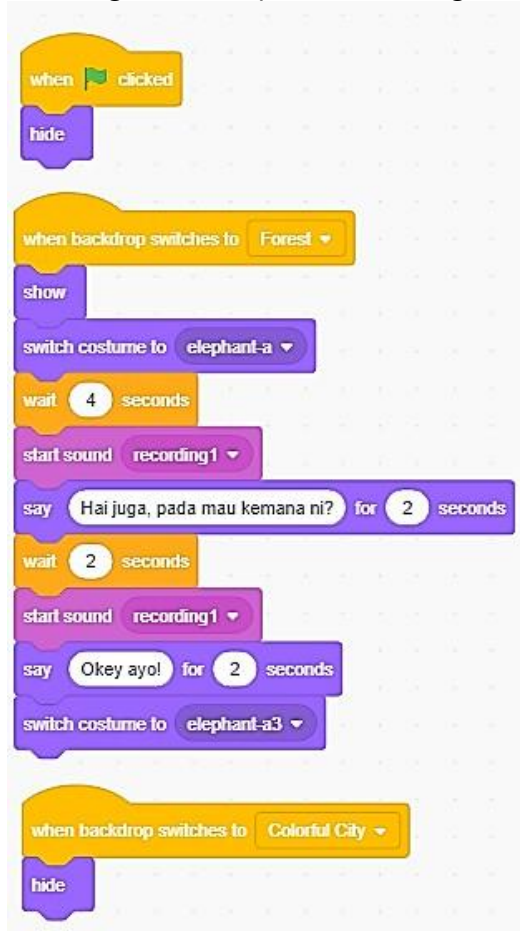 when clicked
hide
when backdrop switches to Forest
show
switch costume to elephant-a
wait 4 seconds
start sound recording1
say Hai juga, pada mau kemana ni? for 2 seconds
wait 2 seconds
start sound recording1
say Okey ayo! for 2 seconds
switch costume to elephant-a3
when backdrop switches to Colorful City
hide